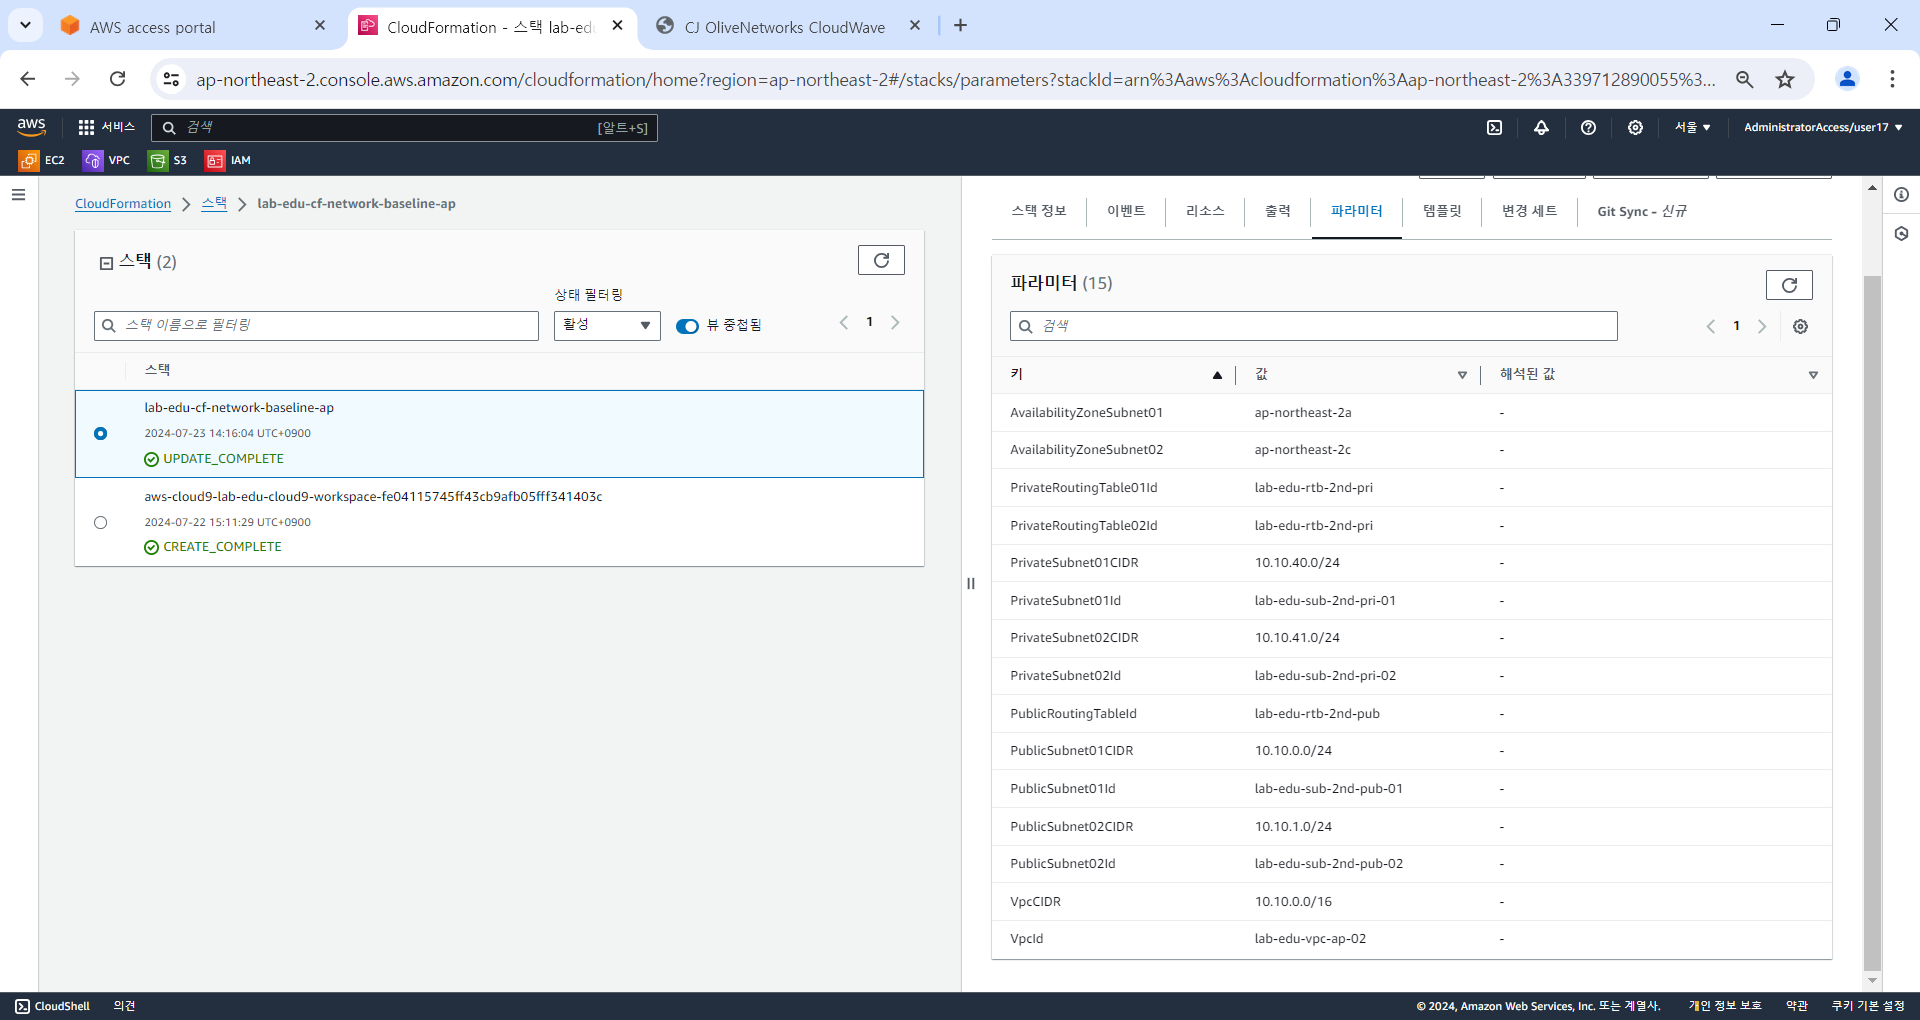 AWS access portal
CloudFormation - 스택 lab-edu
CJ OliveNetworks CloudWave
ap-northeast-2.console.aws.amazon.com/cloudformation/home?region=ap-northeast-2#/stacks/parameters?stackId=arn%3Aaws%3Acloudformation%3Aap-northeast-2%3A339712890055%3...
aws
서비스
검색
[알트+S]
서울
AdministratorAccess/user17
EC2
VPC
S3
IAM
CloudFormation
스택
lab-edu-cf-network-baseline-ap
스택 (2)
상태 필터링
스택 이름으로 필터링
활성
뷰 중첩됨
1
스택
lab-edu-cf-network-baseline-ap
2024-07-23 14:16:04 UTC+0900
UPDATE_COMPLETE
aws-cloud9-lab-edu-cloud9-workspace-fe04115745ff43cb9afb05fff341403c
2024-07-22 15:11:29 UTC+0900
CREATE_COMPLETE
스택 정보
이벤트
리소스
출력
파라미터
템플릿
변경 세트
Git Sync - 신규
파라미터 (15)
검색
1
키 값 해석된 값
AvailabilityZoneSubnet01 ap-northeast-2a -
AvailabilityZoneSubnet02 ap-northeast-2c -
PrivateRoutingTable01Id lab-edu-rtb-2nd-pri -
PrivateRoutingTable02Id lab-edu-rtb-2nd-pri -
PrivateSubnet01CIDR 10.10.40.0/24 -
PrivateSubnet01Id lab-edu-sub-2nd-pri-01 -
PrivateSubnet02CIDR 10.10.41.0/24 -
PrivateSubnet02Id lab-edu-sub-2nd-pri-02 -
PublicRoutingTableId lab-edu-rtb-2nd-pub -
PublicSubnet01CIDR 10.10.0.0/24 -
PublicSubnet01Id lab-edu-sub-2nd-pub-01 -
PublicSubnet02CIDR 10.10.1.0/24 -
PublicSubnet02Id lab-edu-sub-2nd-pub-02 -
VpcCIDR 10.10.0.0/16 -
VpcId lab-edu-vpc-ap-02 -
CloudShell
의견
© 2024, Amazon Web Services, Inc. 또는 계열사.
개인 정보 보호
약관
쿠키 기본 설정